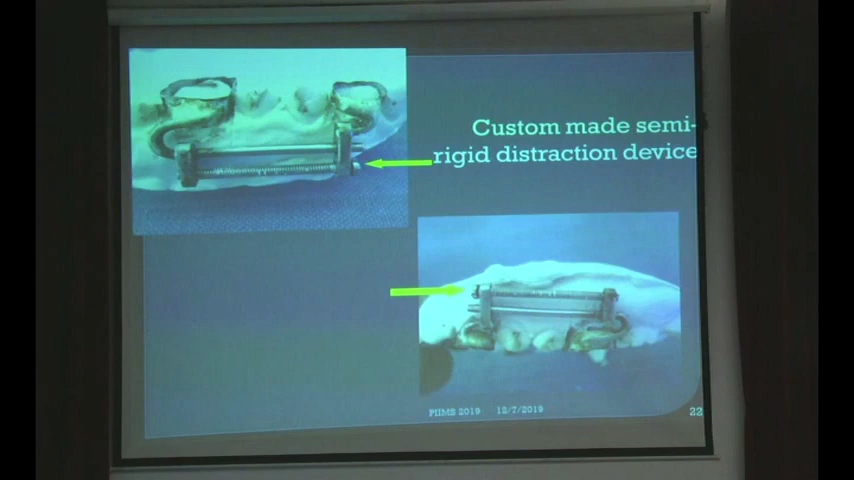 Custom made semi-
rigid distraction device
PIIMS 2019 12/7/2019 22